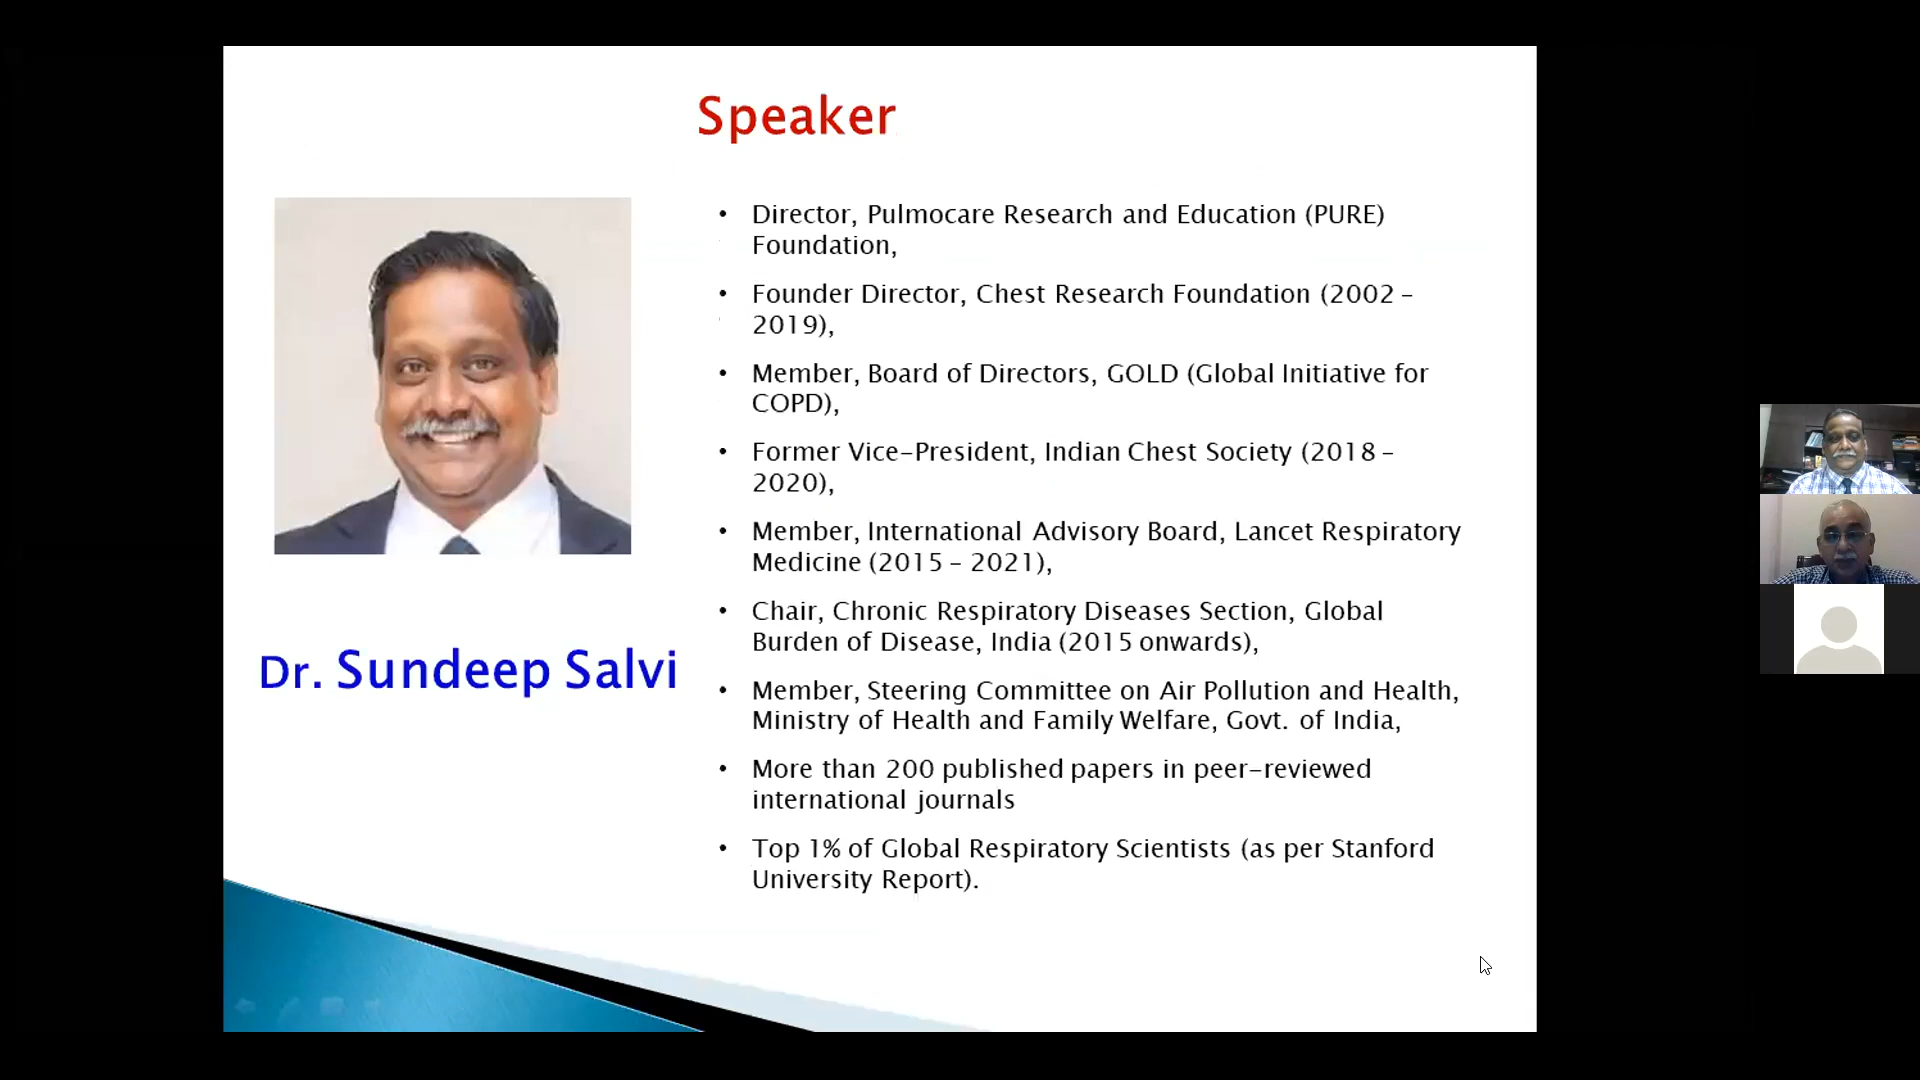 Speaker
• Director, Pulmocare Research and Education (PURE)
Foundation,
• Founder Director, Chest Research Foundation (2002 –
2019),
• Member, Board of Directors, GOLD (Global Initiative for
COPD),
• Former Vice-President, Indian Chest Society (2018 –
2020),
• Member, International Advisory Board, Lancet Respiratory
Medicine (2015 – 2021),
• Chair, Chronic Respiratory Diseases Section, Global
Burden of Disease, India (2015 onwards),
• Member, Steering Committee on Air Pollution and Health,
Ministry of Health and Family Welfare, Govt. of India,
• More than 200 published papers in peer-reviewed
international journals
• Top 1% of Global Respiratory Scientists (as per Stanford
University Report).
Dr. Sundeep Salvi